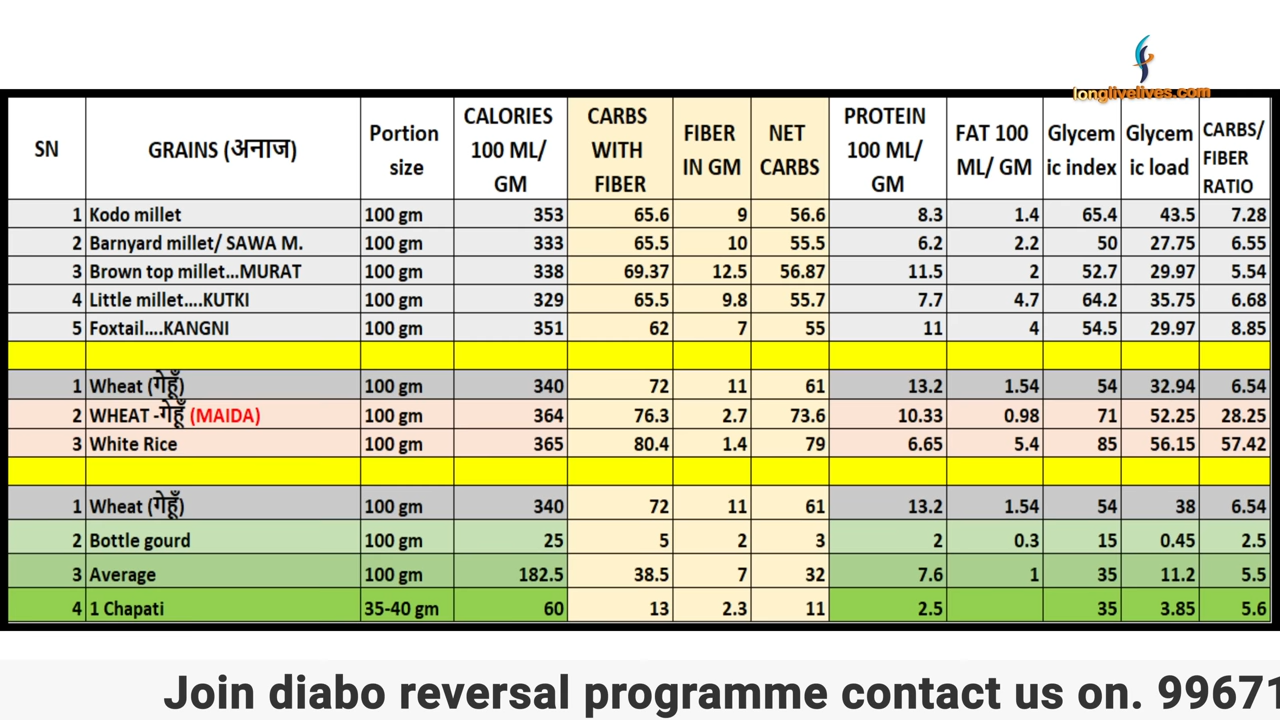 longlivelives.com
SN GRAINS (अनाज) Portion size CALORIES 100 ML/ GM CARBS WITH FIBER FIBER IN GM NET CARBS PROTEIN 100 ML/ GM FAT 100 ML/ GM Glycemic index Glycemic load CARBS/ FIBER RATIO
1 Kodo millet 100 gm 353 65.6 9 56.6 8.3 1.4 65.4 43.5 7.28
2 Barnyard millet/ SAWA M. 100 gm 333 65.5 10 55.5 6.2 2.2 50 27.75 6.55
3 Brown top millet...MURAT 100 gm 338 69.37 12.5 56.87 11.5 2 52.7 29.97 5.54
4 Little millet....KUTKI 100 gm 329 65.5 9.8 55.7 7.7 4.7 64.2 35.75 6.68
5 Foxtail....KANGNI 100 gm 351 62 7 55 11 4 54.5 29.97 8.85
1 Wheat (गेहूँ) 100 gm 340 72 11 61 13.2 1.54 54 32.94 6.54
2 WHEAT -गेहूँ (MAIDA) 100 gm 364 76.3 2.7 73.6 10.33 0.98 71 52.25 28.25
3 White Rice 100 gm 365 80.4 1.4 79 6.65 5.4 85 56.15 57.42
1 Wheat (गेहूँ) 100 gm 340 72 11 61 13.2 1.54 54 38 6.54
2 Bottle gourd 100 gm 25 5 2 3 2 0.3 15 0.45 2.5
3 Average 100 gm 182.5 38.5 7 32 7.6 1 35 11.2 5.5
4 1 Chapati 35-40 gm 60 13 2.3 11 2.5 35 3.85 5.6
Join diabo reversal programme contact us on. 99671